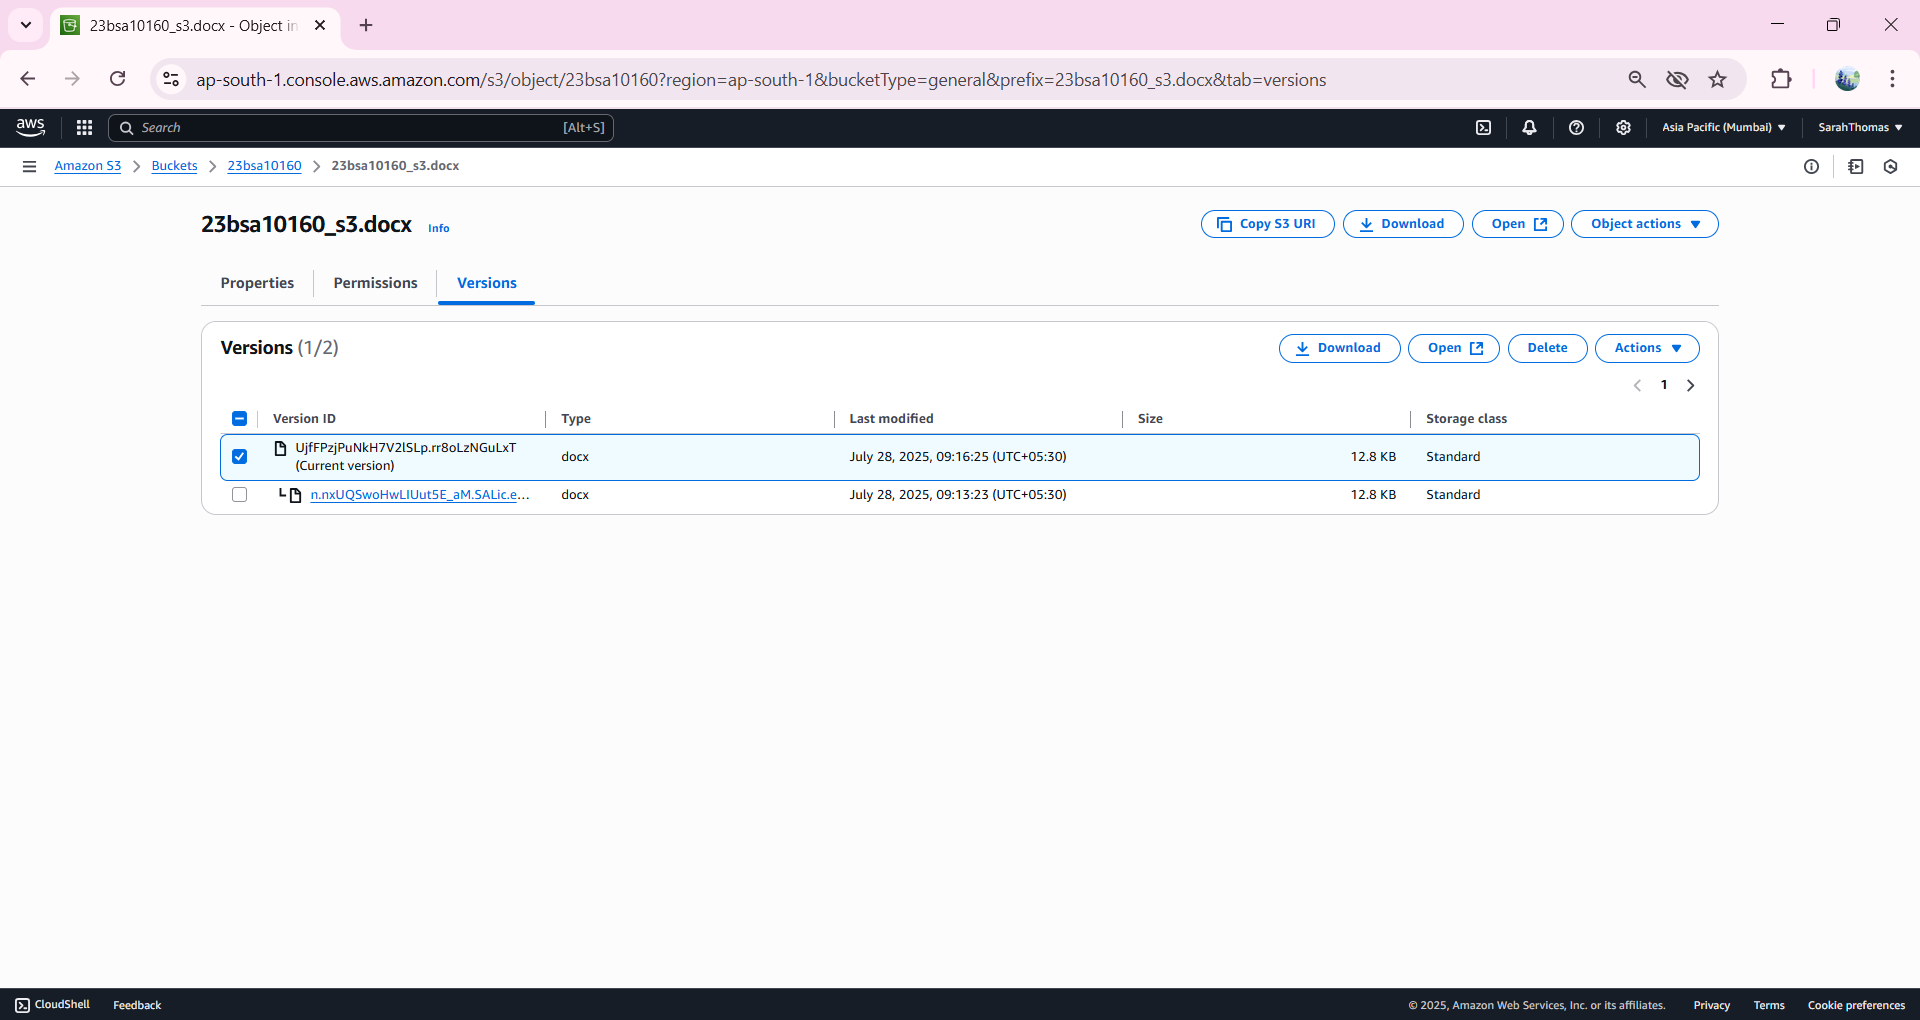 23bsa10160_s3.docx - Object in
ap-south-1.console.aws.amazon.com/s3/object/23bsa10160?region=ap-south-1&bucketType=general&prefix=23bsa10160_s3.docx&tab=versions
aws Search [Alt+S] Asia Pacific (Mumbai) SarahThomas
Amazon S3 Buckets 23bsa10160 23bsa10160_s3.docx
23bsa10160_s3.docx Info Copy S3 URI Download Open Object actions
Properties Permissions Versions
Versions (1/2) Download Open Delete Actions
1
Version ID Type Last modified Size Storage class
UjfFPzjPuNkH7V2lSLp.rr8oLzNGuLxT
(Current version) docx July 28, 2025, 09:16:25 (UTC+05:30) 12.8 KB Standard
n.nxUQSwoHwLIUut5E_aM.SALic.e... docx July 28, 2025, 09:13:23 (UTC+05:30) 12.8 KB Standard
CloudShell Feedback © 2025, Amazon Web Services, Inc. or its affiliates. Privacy Terms Cookie preferences